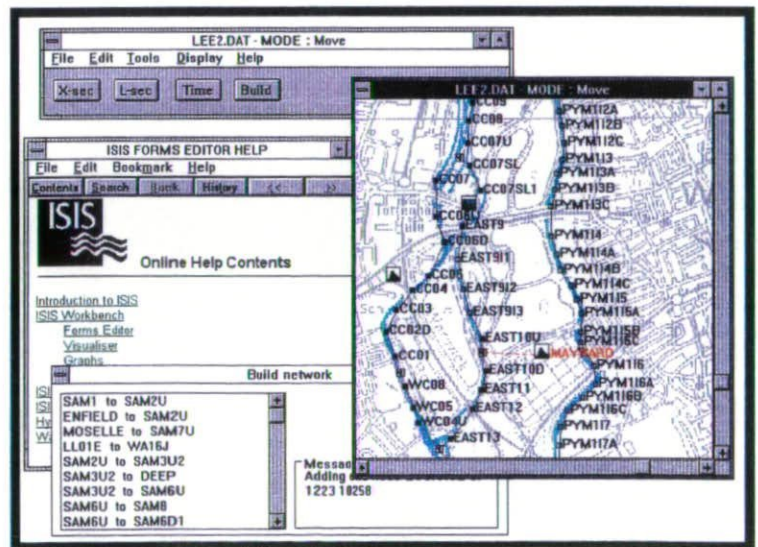 LEE2.DAT - MODE : Move
File Edit Tools Display Help
X-sec L-sec Time Build
ISIS FORMS EDITOR HELP
File Edit Bookmark Help
Contents Search Back History << >>
ISIS
Online Help Contents
Introduction to ISIS
ISIS Workbench
Forms Editor
Visualiser
Graphs
Build network
SAM1 to SAM2U
ENFIELD to SAM2U
MOSELLE to SAM7U
LL01E to WA16J
SAM2U to SAM3U2
SAM3U2 to DEEP
SAM3U2 to SAM6U
SAM6U to SAM8
SAM6U to SAM6D1
Adding
1223 10258
LEE2.DAT - MODE : Move
CC09
CC08
CC07U
CC07SL
CC07
CC07SL1
EAST9
CC06D
EAST9I1
CC05
CC04
EAST9I2
CC03
EAST9I3
CC02D
EAST10U
CC01
EAST10D
WC08
EAST11
WC05
EAST12
WC04U
EAST13
MAYWARD
PYM112A
PYM112B
PYM112C
PYM113
PYM113A
PYM113B
PYM113C
PYM114
PYM114A
PYM114B
PYM114C
PYM115
PYM115A
PYM115B
PYM115C
PYM116
PYM116A
PYM116B
PYM116C
PYM117
PYM117A